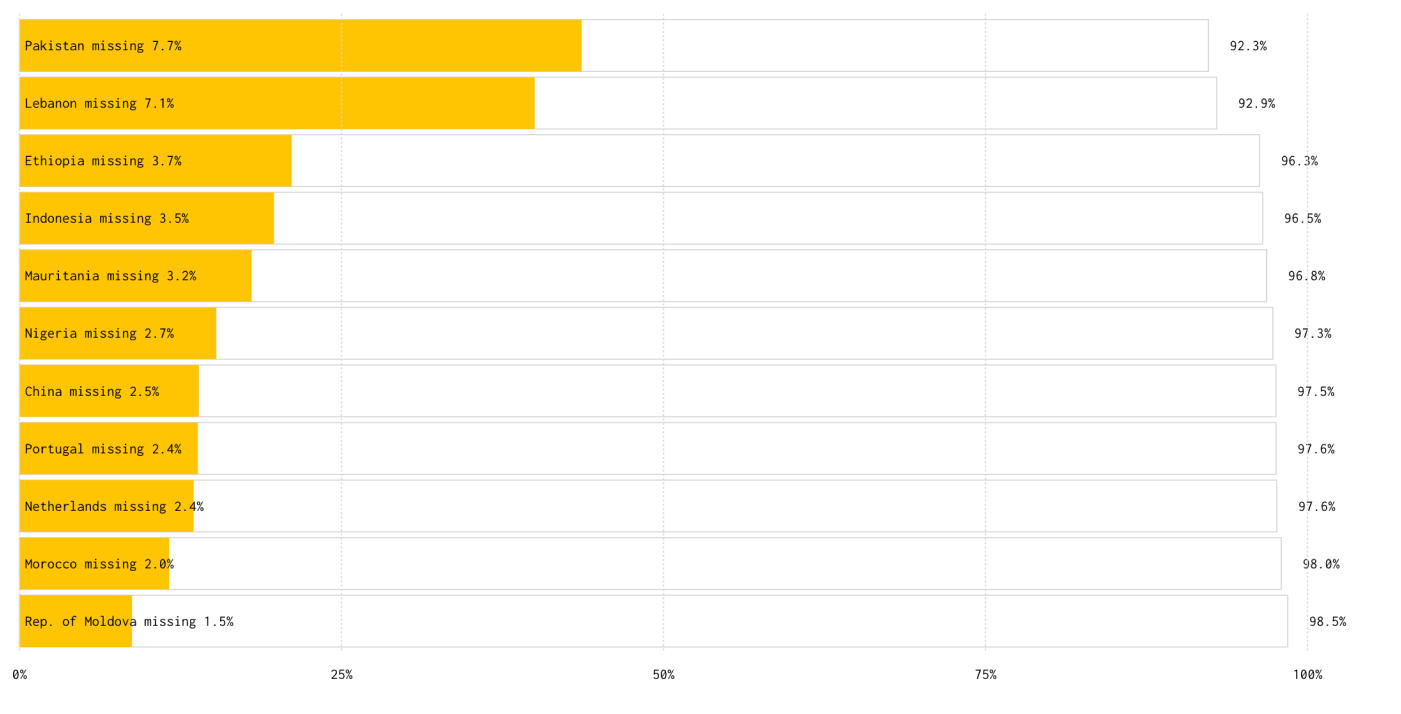 Pakistan missing 7.7% 92.3%
Lebanon missing 7.1% 92.9%
Ethiopia missing 3.7% 96.3%
Indonesia missing 3.5% 96.5%
Mauritania missing 3.2% 96.8%
Nigeria missing 2.7% 97.3%
China missing 2.5% 97.5%
Portugal missing 2.4% 97.6%
Netherlands missing 2.4% 97.6%
Morocco missing 2.0% 98.0%
Rep. of Moldova missing 1.5% 98.5%
0% 25% 50% 75% 100%